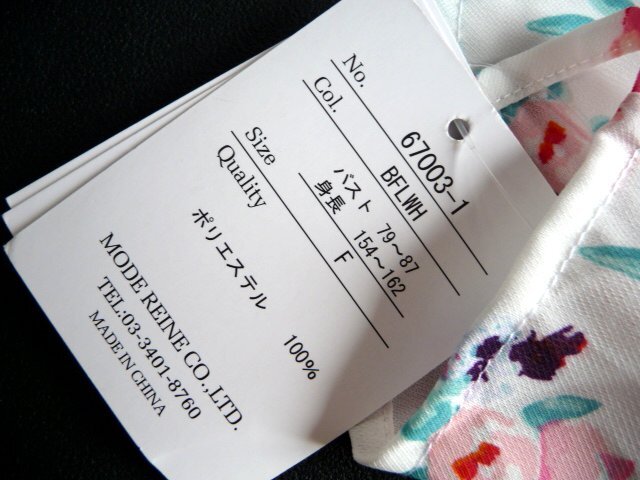 No. 67003-1
Col. BFLWH
バスト 79～87
身長 154～162
Size F
Quality
ポリエステル 100%
MODE REINE CO.,LTD.
TEL:03-3401-8760
MADE IN CHINA